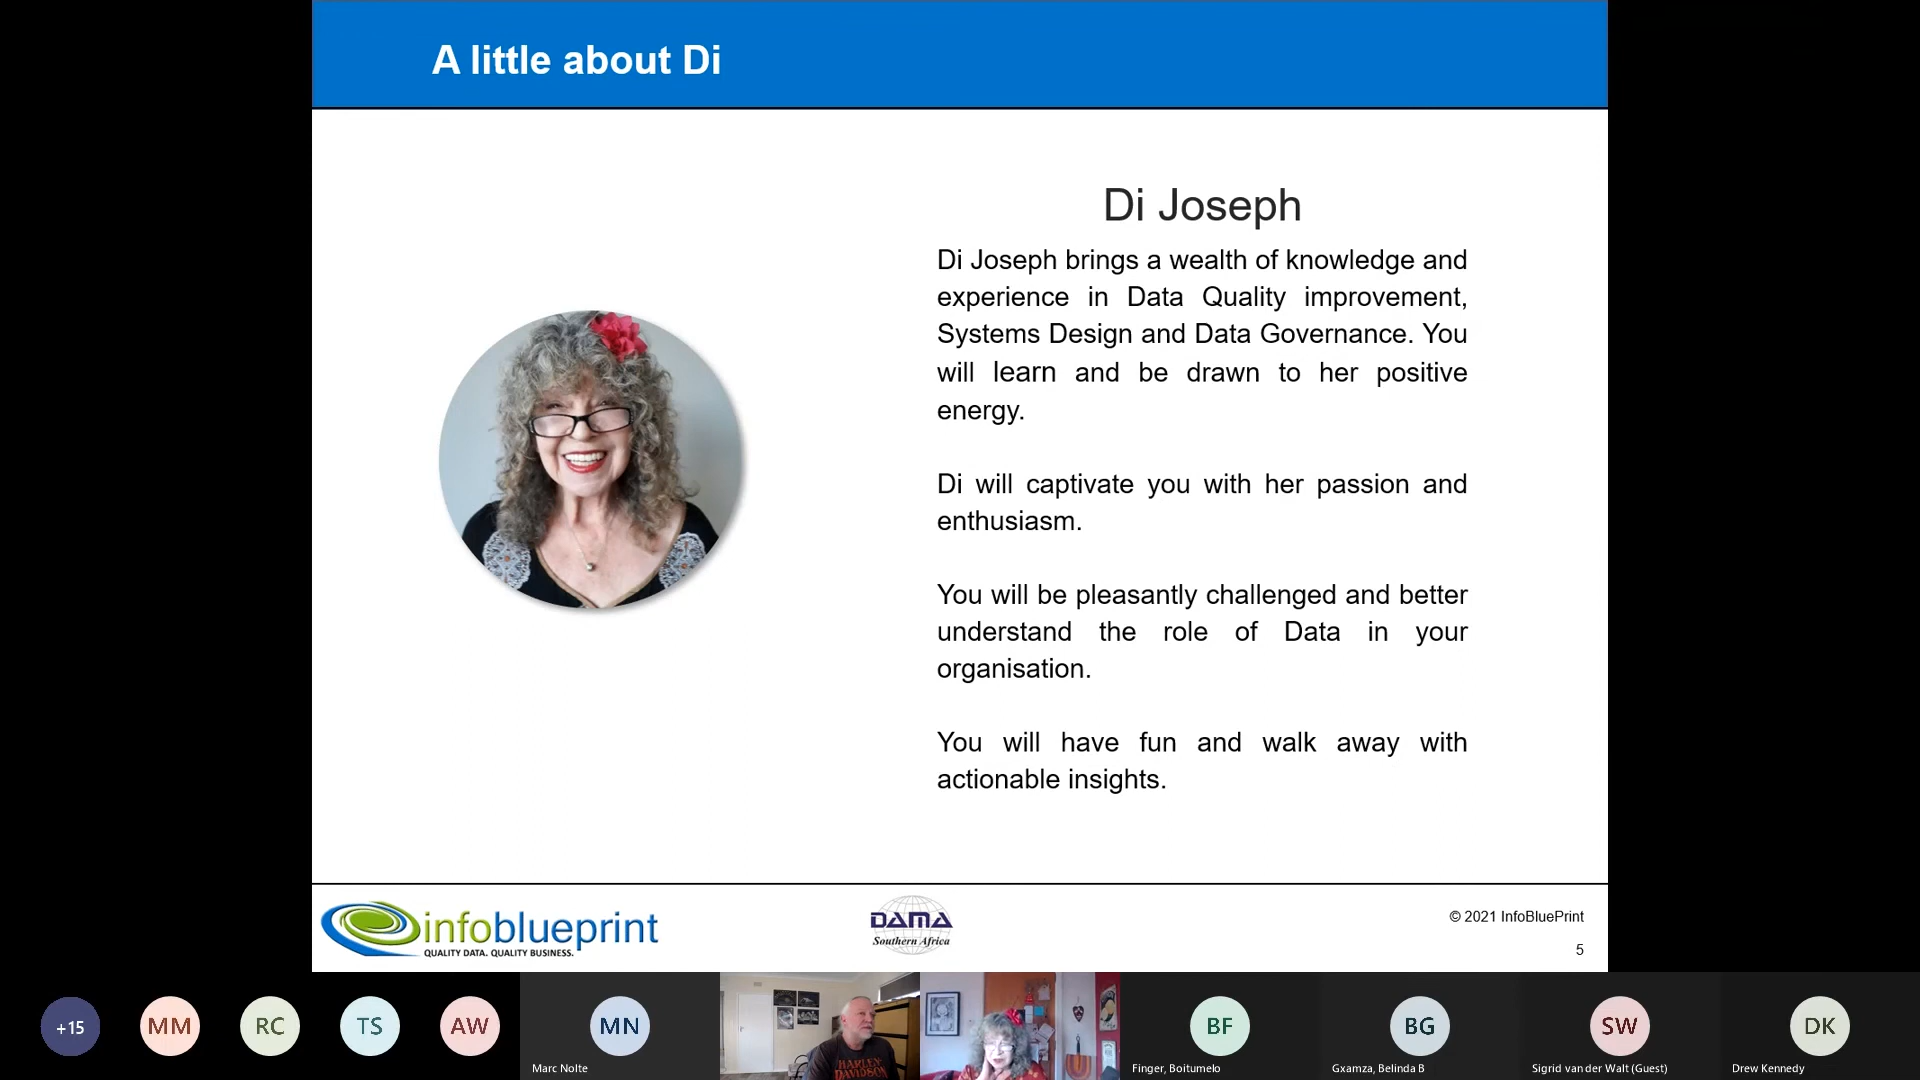 A little about Di
Di Joseph
Di Joseph brings a wealth of knowledge and
experience in Data Quality improvement,
Systems Design and Data Governance. You
will learn and be drawn to her positive
energy.
Di will captivate you with her passion and
enthusiasm.
You will be pleasantly challenged and better
understand the role of Data in your
organisation.
You will have fun and walk away with
actionable insights.
infoblueprint
QUALITY DATA. QUALITY BUSINESS.
DAMA
Southern Africa
© 2021 InfoBluePrint
5
+15
MM
RC
TS
AW
MN
Marc Nolte
HARLEY-DAVIDSON
BF
Finger, Boitumelo
BG
Gxamza, Belinda B
SW
Sigrid van der Walt (Guest)
DK
Drew Kennedy